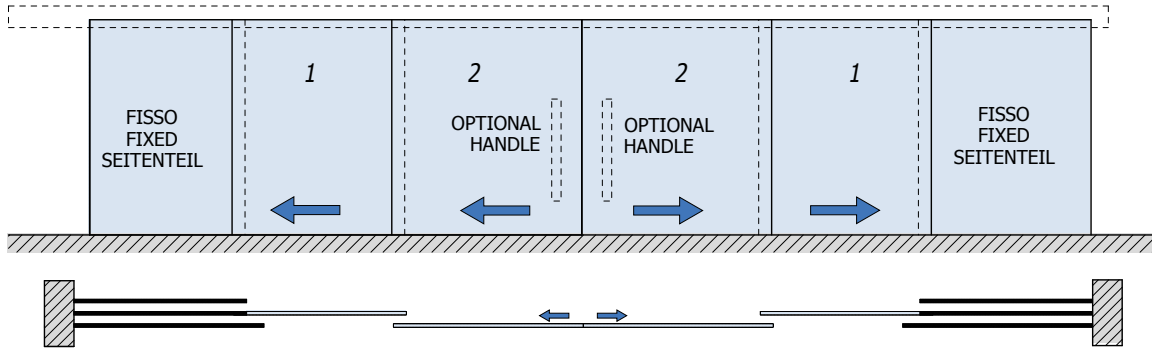 1
2
2
1
FISSO
FIXED
SEITENTEIL
OPTIONAL
HANDLE
OPTIONAL
HANDLE
FISSO
FIXED
SEITENTEIL